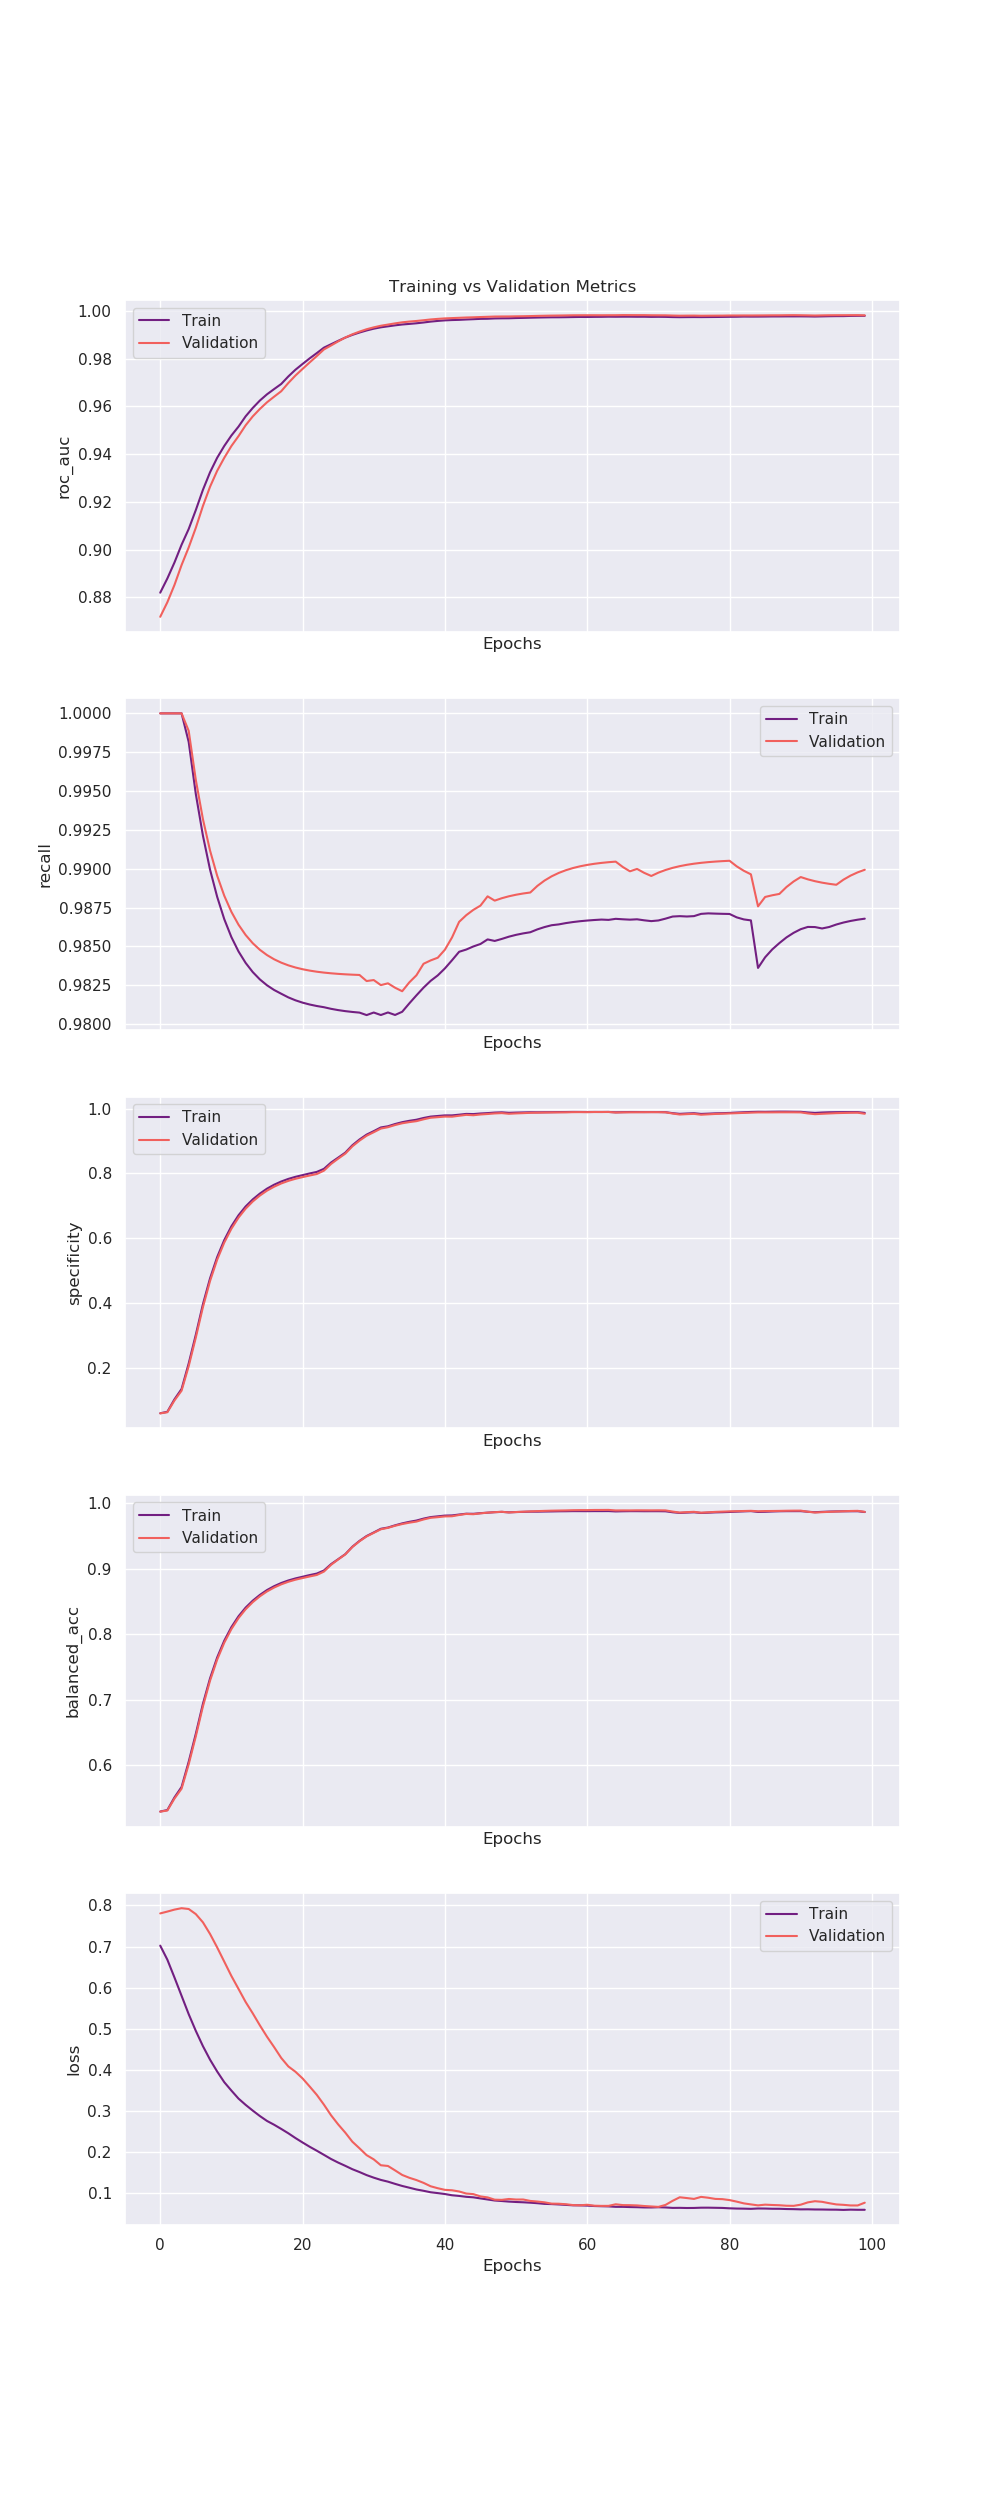 Training vs Validation Metrics
1.00
0.98
0.96
0.94
0.92
0.90
0.88
roc_auc
Train
Validation
Epochs
1.0000
0.9975
0.9950
0.9925
0.9900
0.9875
0.9850
0.9825
0.9800
recall
Train
Validation
Epochs
1.0
0.8
0.6
0.4
0.2
specificity
Train
Validation
Epochs
1.0
0.9
0.8
0.7
0.6
balanced_acc
Train
Validation
Epochs
0.8
0.7
0.6
0.5
0.4
0.3
0.2
0.1
loss
Train
Validation
0 20 40 60 80 100
Epochs